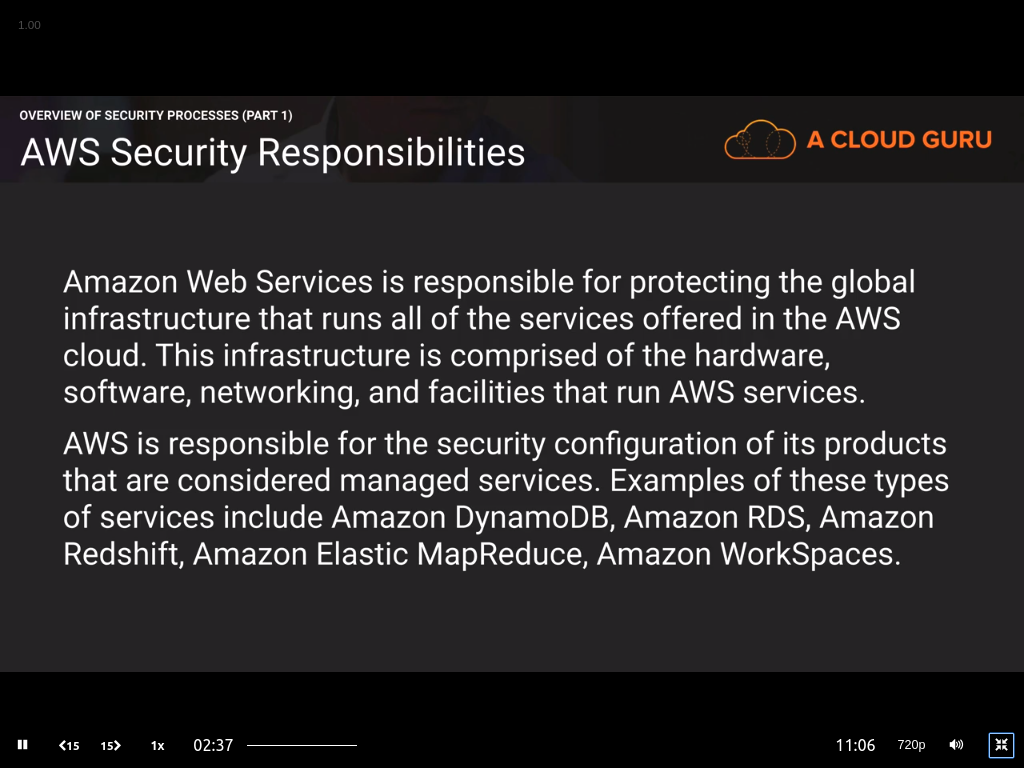 1.00
OVERVIEW OF SECURITY PROCESSES (PART 1)
AWS Security Responsibilities
A CLOUD GURU
Amazon Web Services is responsible for protecting the global
infrastructure that runs all of the services offered in the AWS
cloud. This infrastructure is comprised of the hardware,
software, networking, and facilities that run AWS services.
AWS is responsible for the security configuration of its products
that are considered managed services. Examples of these types
of services include Amazon DynamoDB, Amazon RDS, Amazon
Redshift, Amazon Elastic MapReduce, Amazon WorkSpaces.
15 15 1x 02:37 11:06 720p